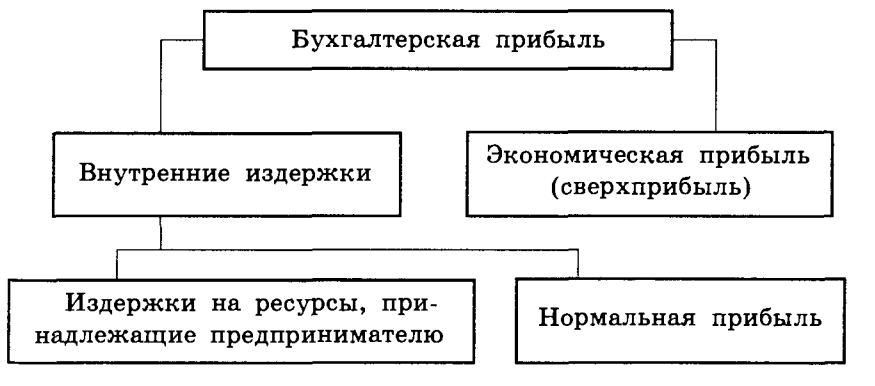 Бухгалтерская прибыль
Внутренние издержки
Экономическая прибыль
(сверхприбыль)
Издержки на ресурсы, при-
надлежащие предпринимателю
Нормальная прибыль